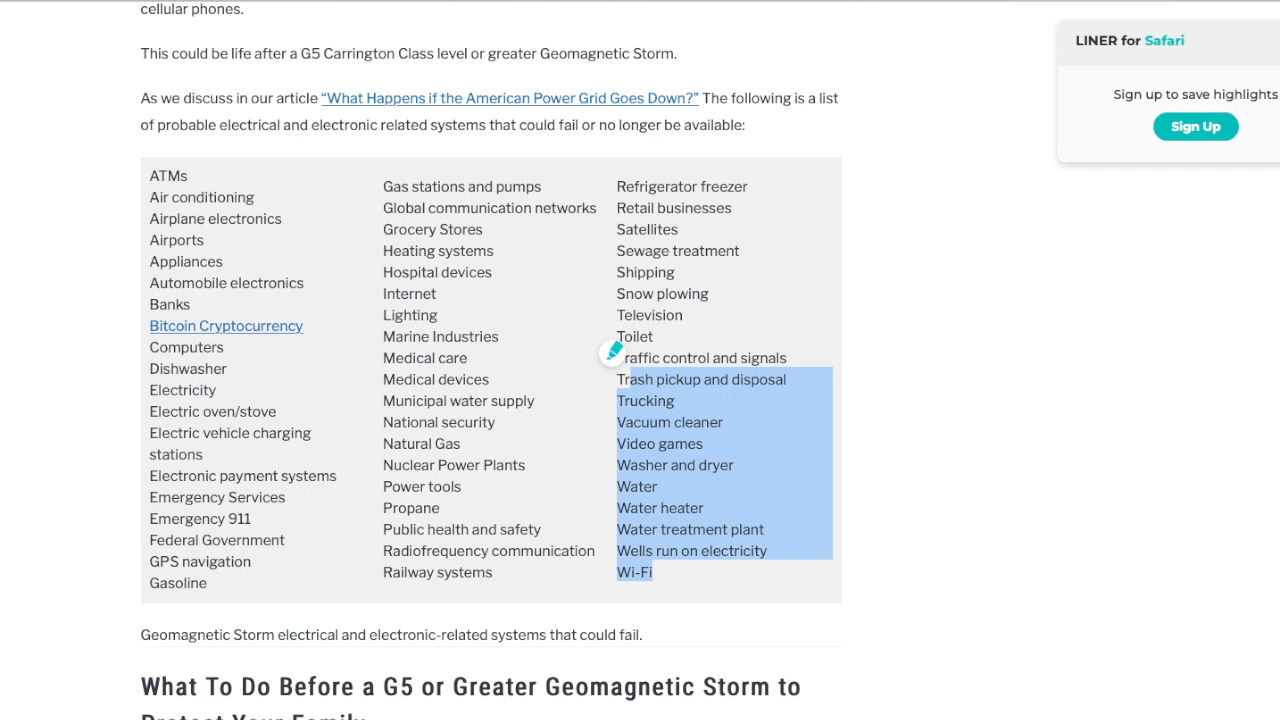 cellular phones.
This could be life after a G5 Carrington Class level or greater Geomagnetic Storm.
As we discuss in our article “What Happens if the American Power Grid Goes Down?” The following is a list
of probable electrical and electronic related systems that could fail or no longer be available:
ATMs
Air conditioning
Airplane electronics
Airports
Appliances
Automobile electronics
Banks
Bitcoin Cryptocurrency
Computers
Dishwasher
Electricity
Electric oven/stove
Electric vehicle charging
stations
Electronic payment systems
Emergency Services
Emergency 911
Federal Government
GPS navigation
Gasoline
Gas stations and pumps
Global communication networks
Grocery Stores
Heating systems
Hospital devices
Internet
Lighting
Marine Industries
Medical care
Medical devices
Municipal water supply
National security
Natural Gas
Nuclear Power Plants
Power tools
Propane
Public health and safety
Radiofrequency communication
Railway systems
Refrigerator freezer
Retail businesses
Satellites
Sewage treatment
Shipping
Snow plowing
Television
Toilet
Traffic control and signals
Trash pickup and disposal
Trucking
Vacuum cleaner
Video games
Washer and dryer
Water
Water heater
Water treatment plant
Wells run on electricity
Wi-Fi
Geomagnetic Storm electrical and electronic-related systems that could fail.
What To Do Before a G5 or Greater Geomagnetic Storm to
Protect Your Family
LINER for Safari
Sign up to save highlights
Sign Up